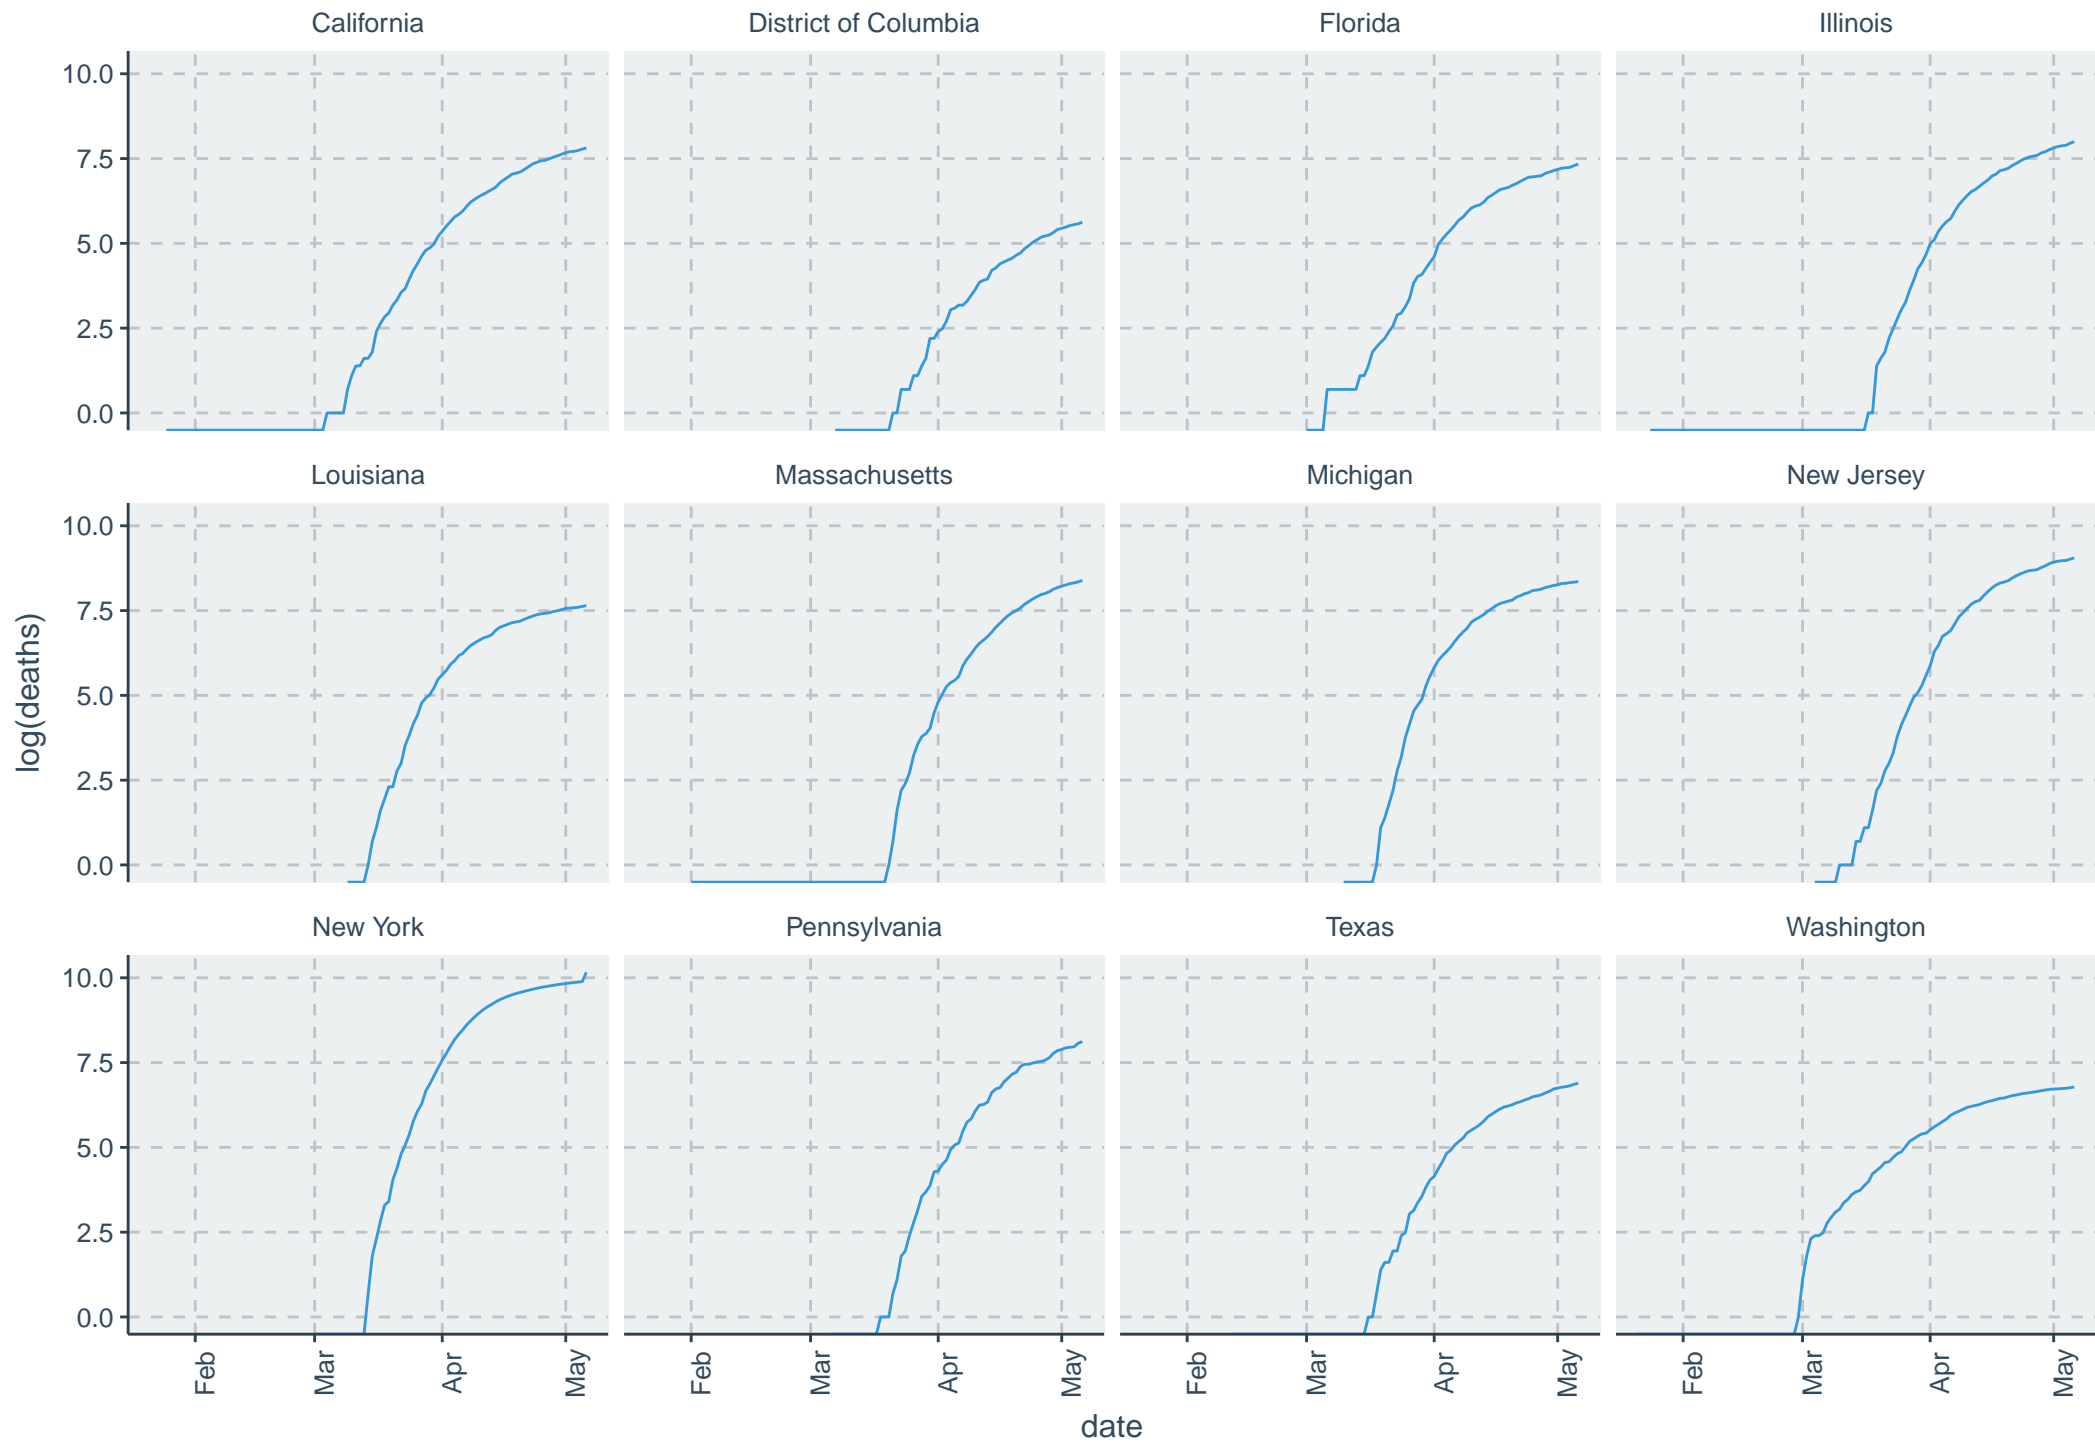 California District of Columbia Florida Illinois
10.0
7.5
5.0
2.5
0.0
Louisiana Massachusetts Michigan New Jersey
10.0
7.5
5.0
2.5
0.0
log(deaths)
New York Pennsylvania Texas Washington
10.0
7.5
5.0
2.5
0.0
Feb Mar Apr May Feb Mar Apr May Feb Mar Apr May Feb Mar Apr May
date